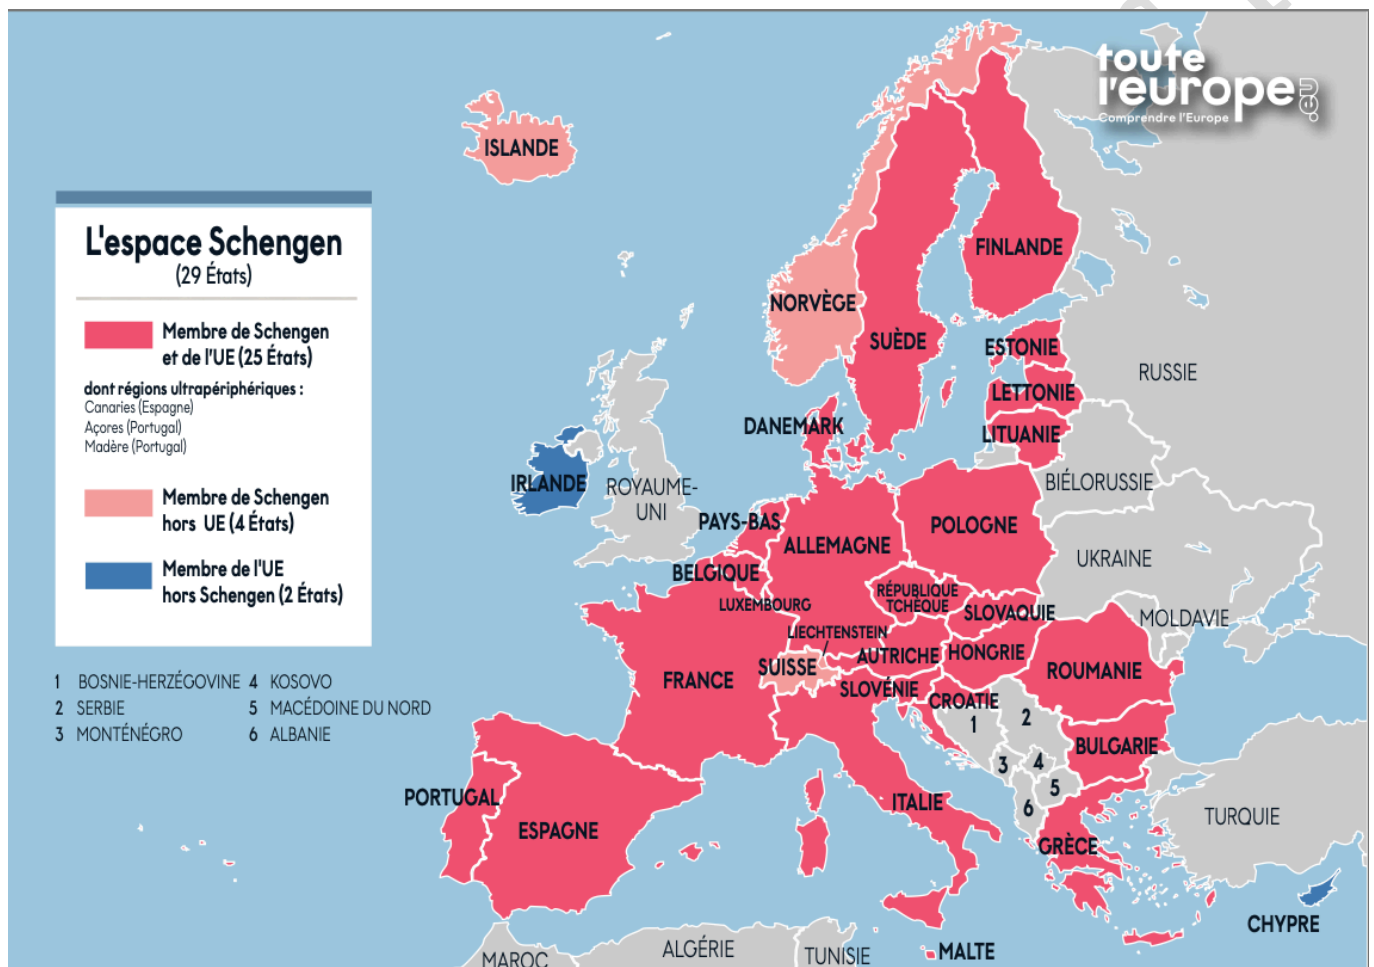 toute
l'europe.eu
Comprendre l'Europe
L'espace Schengen
(29 États)
Membre de Schengen
et de l'UE (25 États)
dont régions ultrapériphériques :
Canaries (Espagne)
Açores (Portugal)
Madère (Portugal)
Membre de Schengen
hors UE (4 États)
Membre de l'UE
hors Schengen (2 États)
1 BOSNIE-HERZÉGOVINE
2 SERBIE
3 MONTÉNÉGRO
4 KOSOVO
5 MACÉDOINE DU NORD
6 ALBANIE
ISLANDE
FINLANDE
NORVÈGE
SUÈDE
ESTONIE
RUSSIE
LETTONIE
DANEMARK
LITUANIE
IRLANDE
ROYAUME-
UNI
BIÉLORUSSIE
PAYS-BAS
POLOGNE
ALLEMAGNE
UKRAINE
BELGIQUE
RÉPUBLIQUE
TCHÈQUE
LUXEMBOURG
SLOVAQUIE
MOLDAVIE
LIECHTENSTEIN
AUTRICHE
HONGRIE
SUISSE
ROUMANIE
FRANCE
SLOVÉNIE
CROATIE
1
2
BULGARIE
3
4
5
6
PORTUGAL
ESPAGNE
ITALIE
TURQUIE
GRÈCE
CHYPRE
MALTE
MAROC
ALGÉRIE
TUNISIE